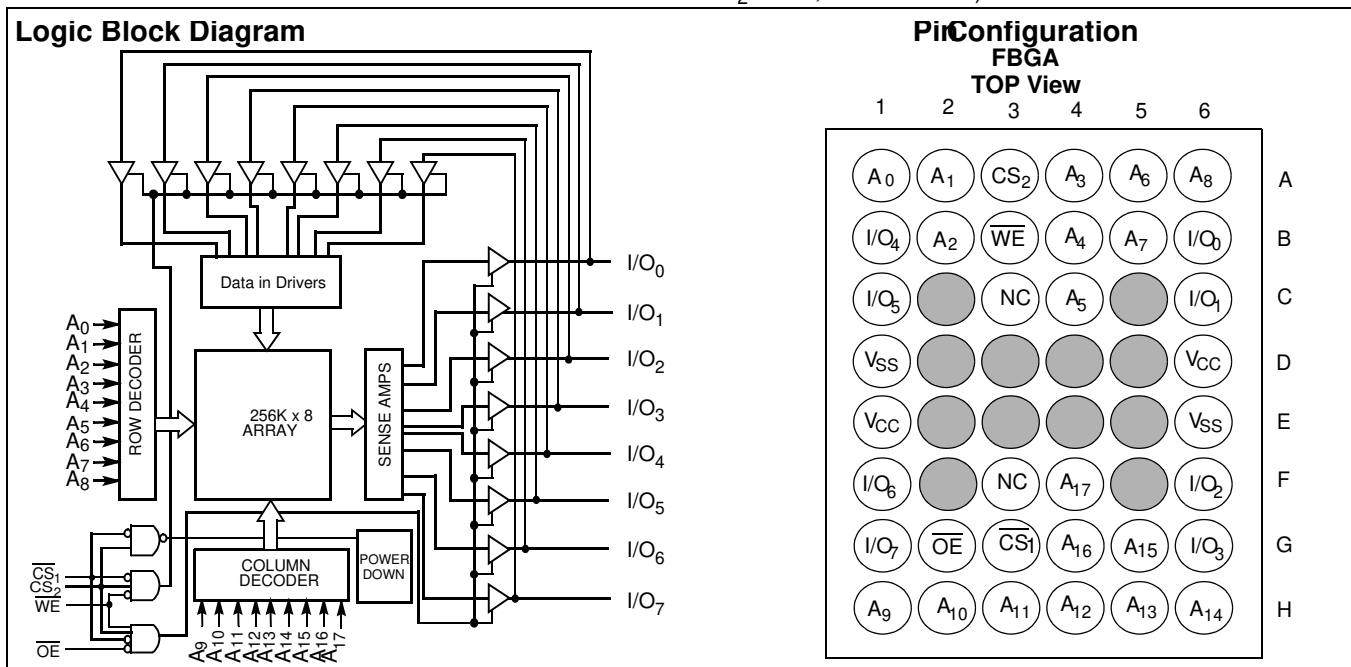 Logic Block Diagram
Data in Drivers
A0
A1
A2
A3
A4
A5
A6
A7
A8
ROW DECODER
256K x 8
ARRAY
SENSE AMPS
I/O0
I/O1
I/O2
I/O3
I/O4
I/O5
I/O6
I/O7
COLUMN
DECODER
POWER
DOWN
CS1
CS2
WE
OE
A9
A10
A11
A12
A13
A14
A15
A16
A17
Pin Configuration
FBGA
TOP View
1 2 3 4 5 6
A0 A1 CS2 A3 A6 A8 A
I/O4 A2 WE A4 A7 I/O0 B
I/O5 NC A5 I/O1 C
VSS VCC D
VCC VSS E
I/O6 NC A17 I/O2 F
I/O7 OE CS1 A16 A15 I/O3 G
A9 A10 A11 A12 A13 A14 H